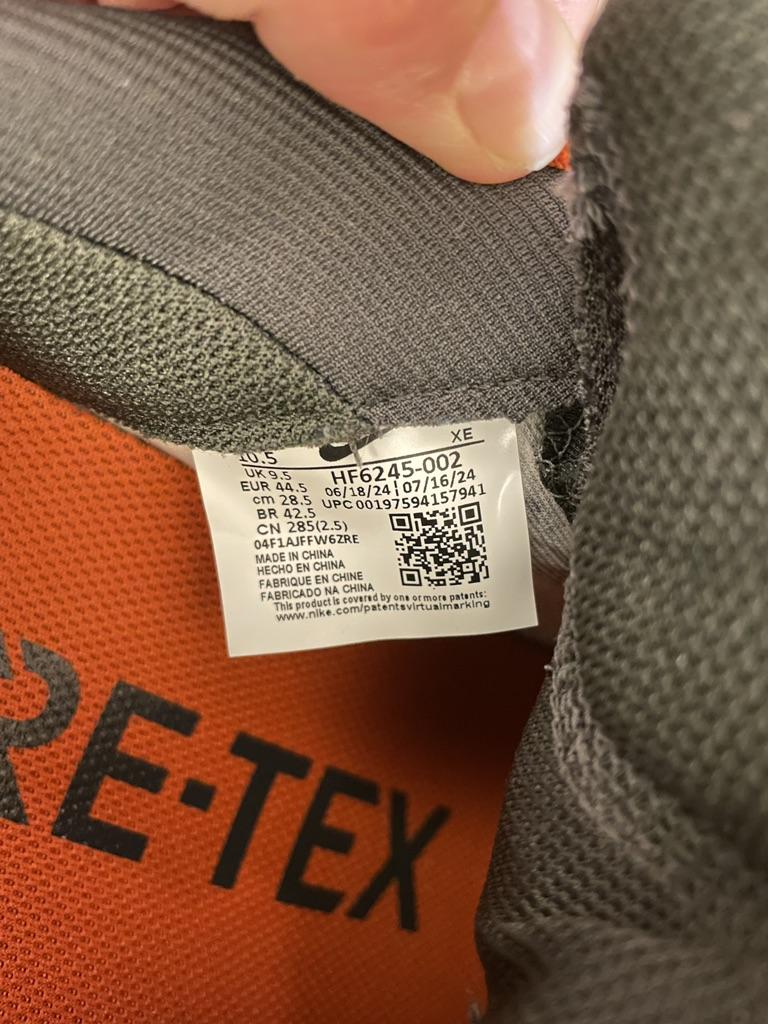 10.5 XE
UK 9.5 HF6245-002
EUR 44.5 06/18/24 | 07/16/24
cm 28.5 UPC 00197594157941
BR 42.5
CN 285(2.5)
04F1AJFFW6ZRE
MADE IN CHINA
HECHO EN CHINA
FABRIQUE EN CHINE
FABRICADO NA CHINA
This product is covered by one or more patents:
www.nike.com/patentsvirtualmarking
RE-TEX